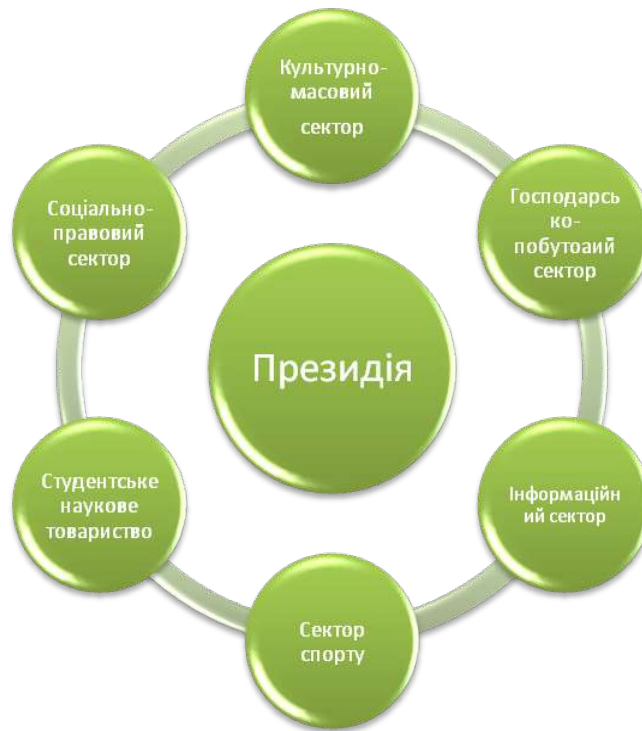 Культурно-
масовий
сектор
Господарсь
ко-
побутоаий
сектор
Інформаційн
ий сектор
Сектор
спорту
Студентське
наукове
товариство
Соціально-
правовий
сектор
Президія